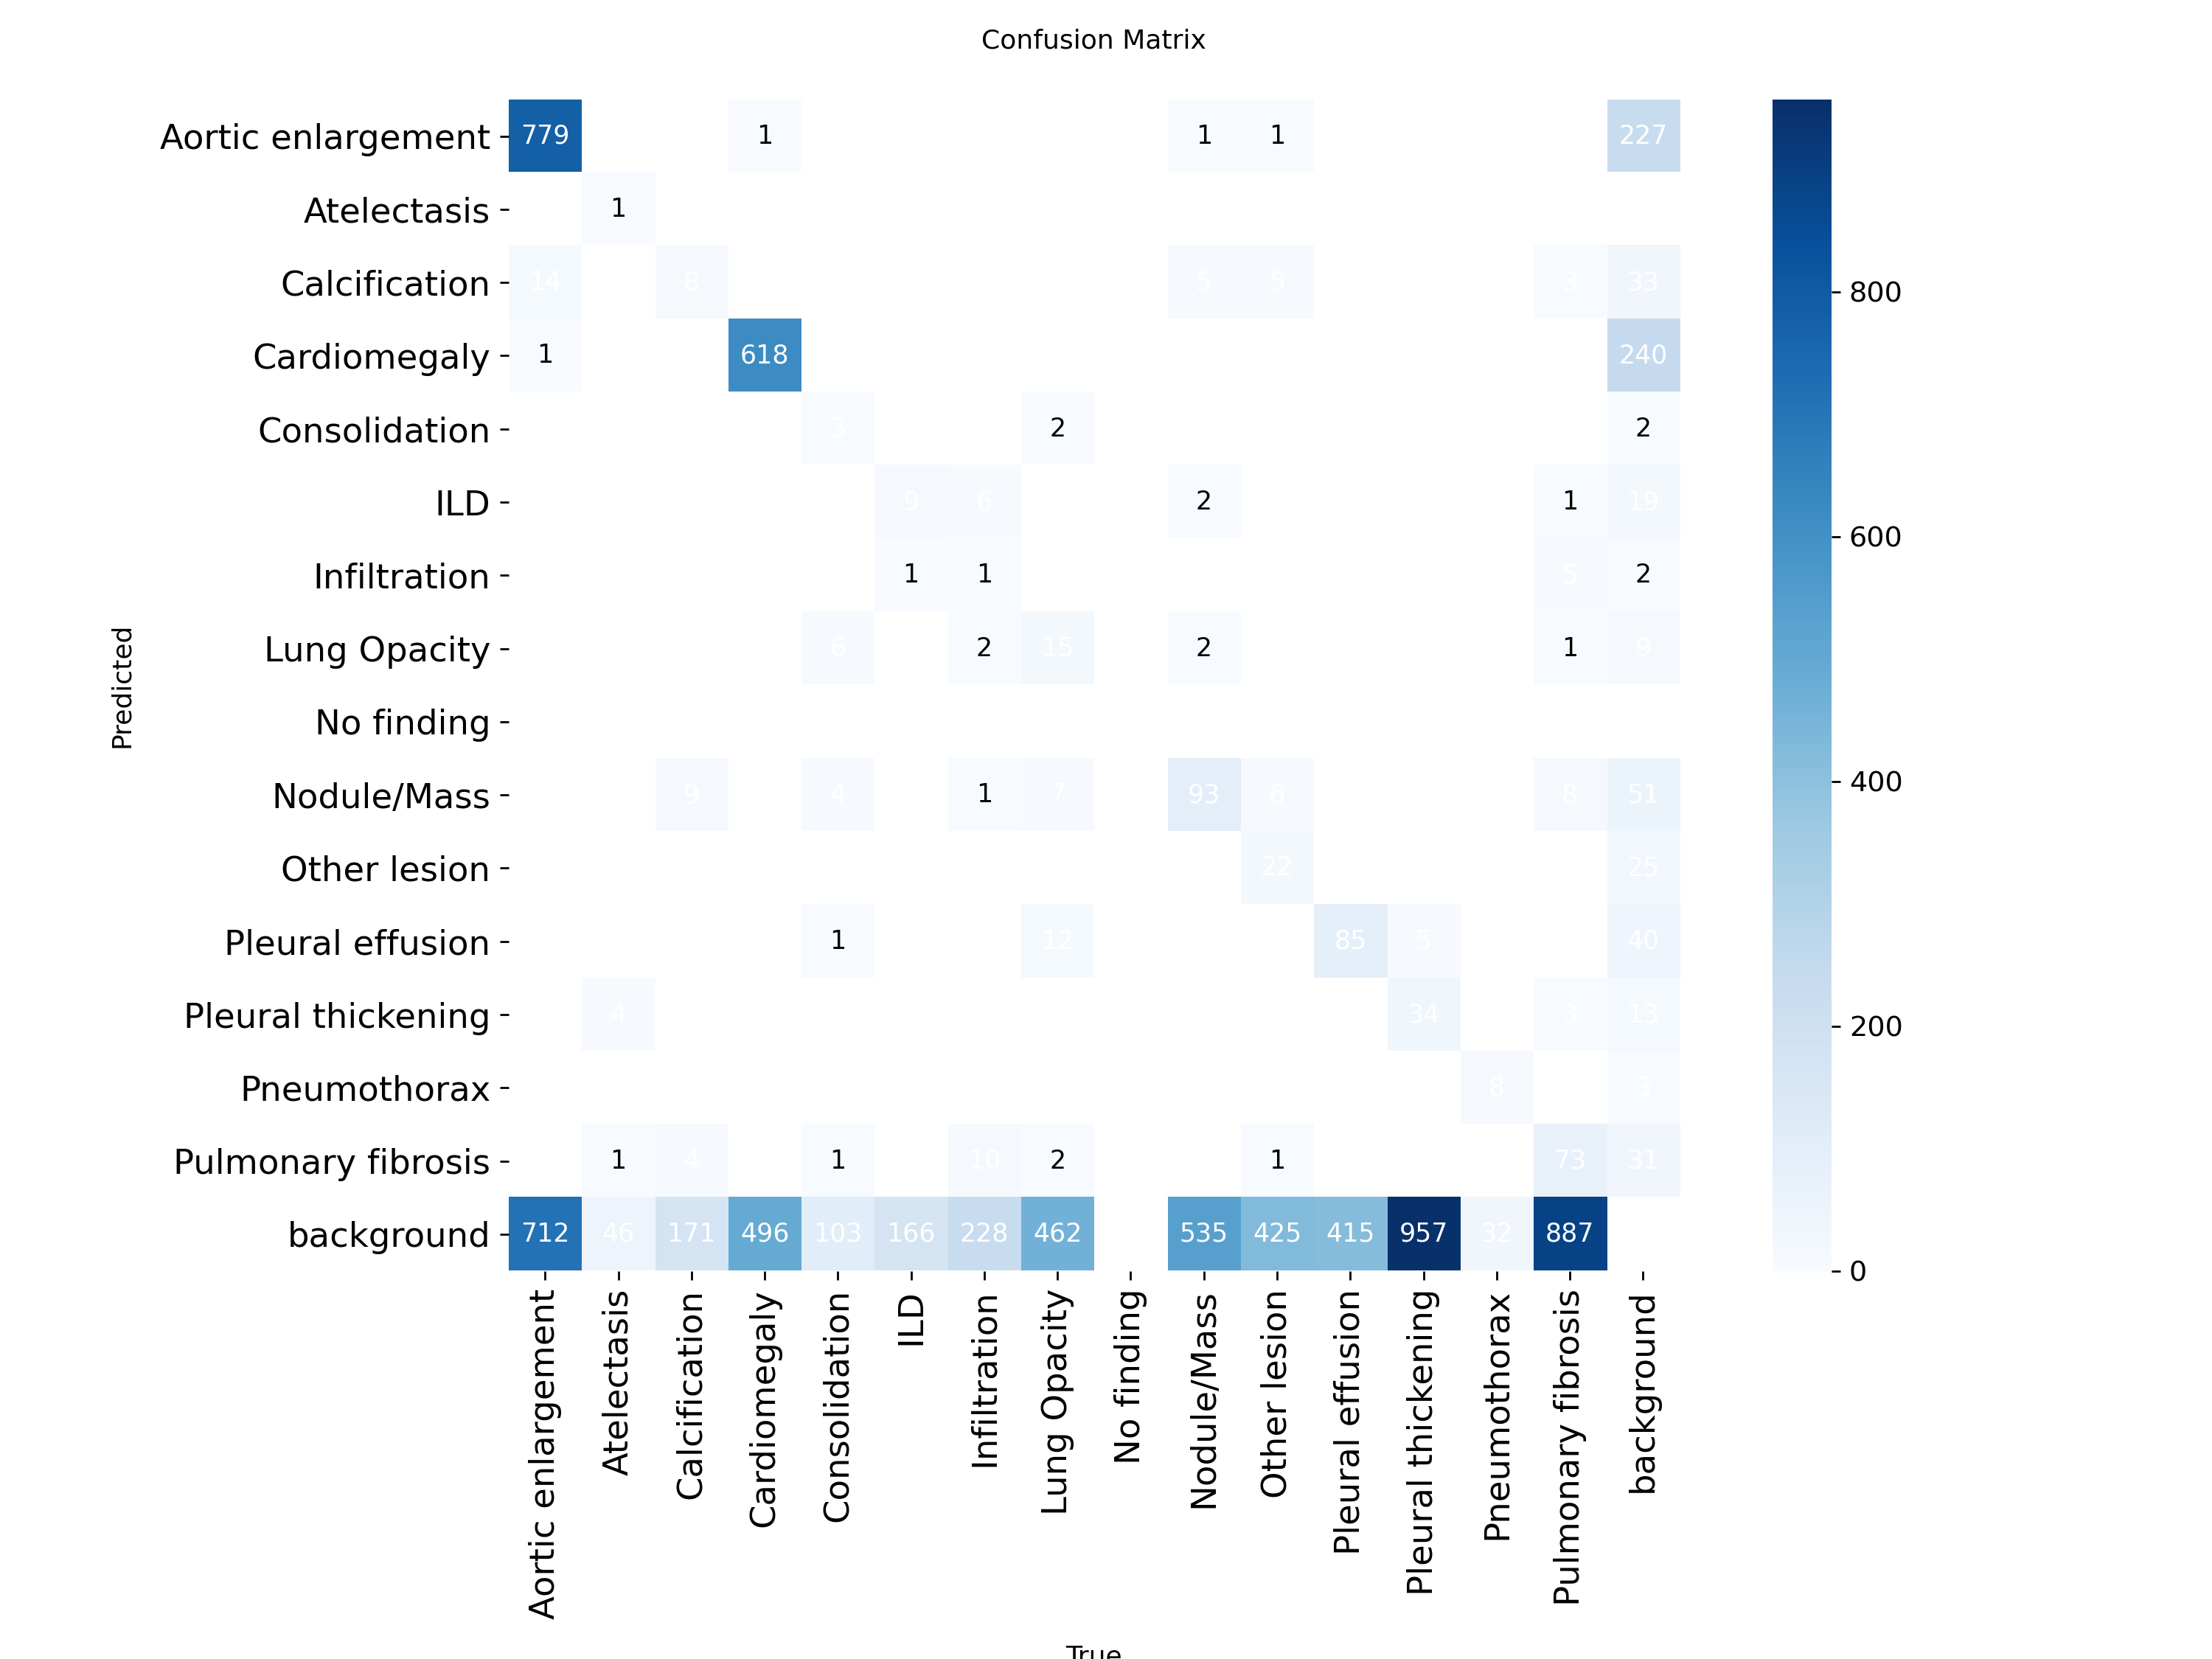 Confusion Matrix
Predicted
Aortic enlargement 779 1 1 1 227
Atelectasis 1
Calcification 14 8 5 5 3 33
Cardiomegaly 1 618 240
Consolidation 3 2 2
ILD 9 6 2 1 19
Infiltration 1 1 5 2
Lung Opacity 6 2 15 2 1 9
No finding
Nodule/Mass 9 4 1 7 93 6 8 51
Other lesion 22 25
Pleural effusion 1 12 85 5 40
Pleural thickening 4 34 3 13
Pneumothorax 8 3
Pulmonary fibrosis 1 4 1 10 2 1 73 31
background 712 46 171 496 103 166 228 462 535 425 415 957 32 887
Aortic enlargement
Atelectasis
Calcification
Cardiomegaly
Consolidation
ILD
Infiltration
Lung Opacity
No finding
Nodule/Mass
Other lesion
Pleural effusion
Pleural thickening
Pneumothorax
Pulmonary fibrosis
background
True
800
600
400
200
0